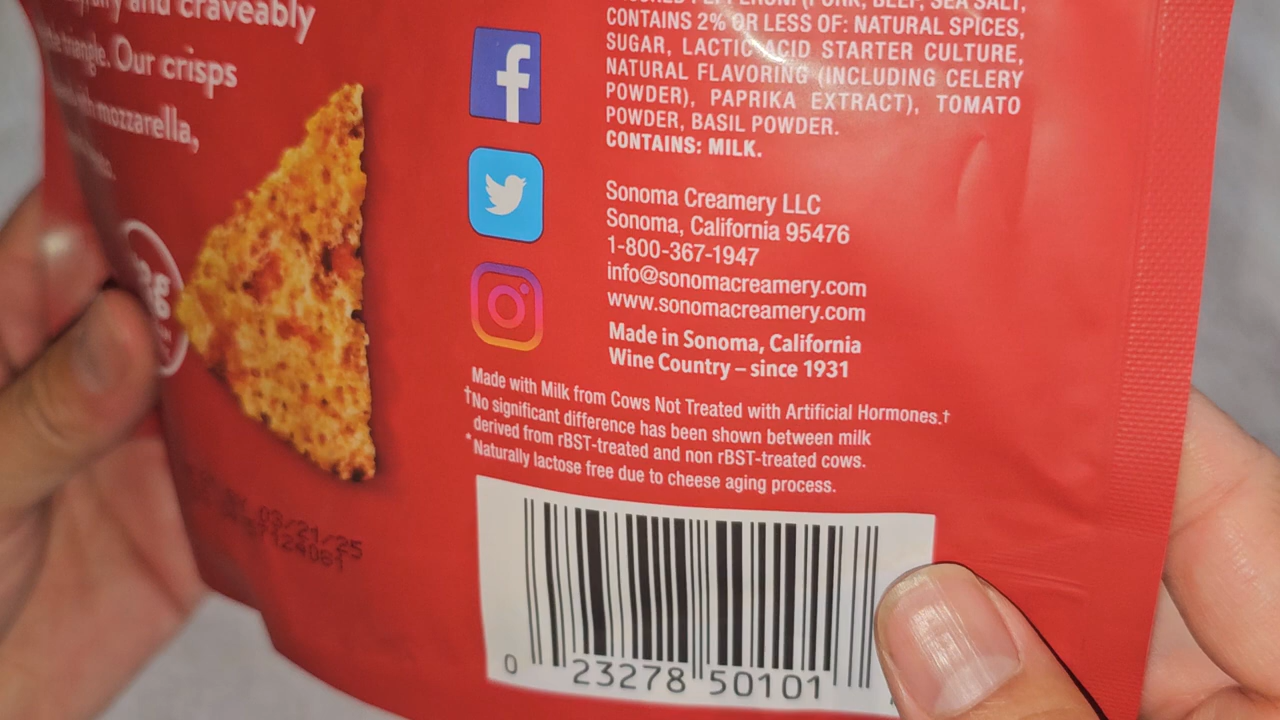 and craveably
triangle. Our crisps
mozzarella,
(PORK, BEEF, SEA SALT,
CONTAINS 2% OR LESS OF: NATURAL SPICES,
SUGAR, LACTIC ACID STARTER CULTURE,
NATURAL FLAVORING (INCLUDING CELERY
POWDER), PAPRIKA EXTRACT), TOMATO
POWDER, BASIL POWDER.
CONTAINS: MILK.
Sonoma Creamery LLC
Sonoma, California 95476
1-800-367-1947
info@sonomacreamery.com
www.sonomacreamery.com
Made in Sonoma, California
Wine Country – since 1931
Made with Milk from Cows Not Treated with Artificial Hormones.†
†No significant difference has been shown between milk
derived from rBST-treated and non rBST-treated cows.
*Naturally lactose free due to cheese aging process.
09/21/25
0 23278 50101